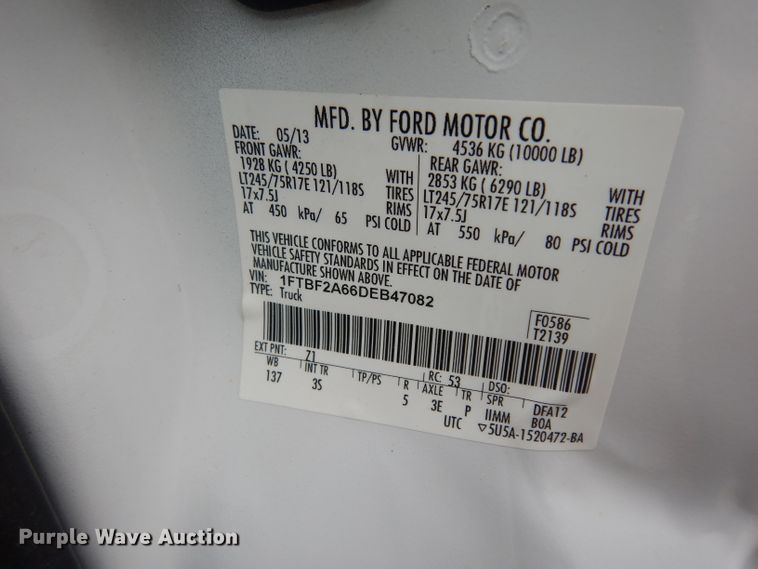 MFD. BY FORD MOTOR CO.
DATE: 05/13 GVWR: 4536 KG (10000 LB)
FRONT GAWR: REAR GAWR:
1928 KG ( 4250 LB) WITH 2853 KG ( 6290 LB) WITH
LT245/75R17E 121/118S TIRES LT245/75R17E 121/118S TIRES
17x7.5J RIMS 17x7.5J RIMS
AT 450 kPa/ 65 PSI COLD AT 550 kPa/ 80 PSI COLD
THIS VEHICLE CONFORMS TO ALL APPLICABLE FEDERAL MOTOR
VEHICLE SAFETY STANDARDS IN EFFECT ON THE DATE OF
MANUFACTURE SHOWN ABOVE.
VIN: 1FTBF2A66DEB47082
TYPE: Truck
F0586
T2139
EXT PNT: Z1 RC: 53 DSO:
WB INT TR TP/PS R AXLE TR SPR DFA12
137 3S 5 3E P IIMM BOA
UTC ▽5U5A-1520472-BA
Purple Wave Auction